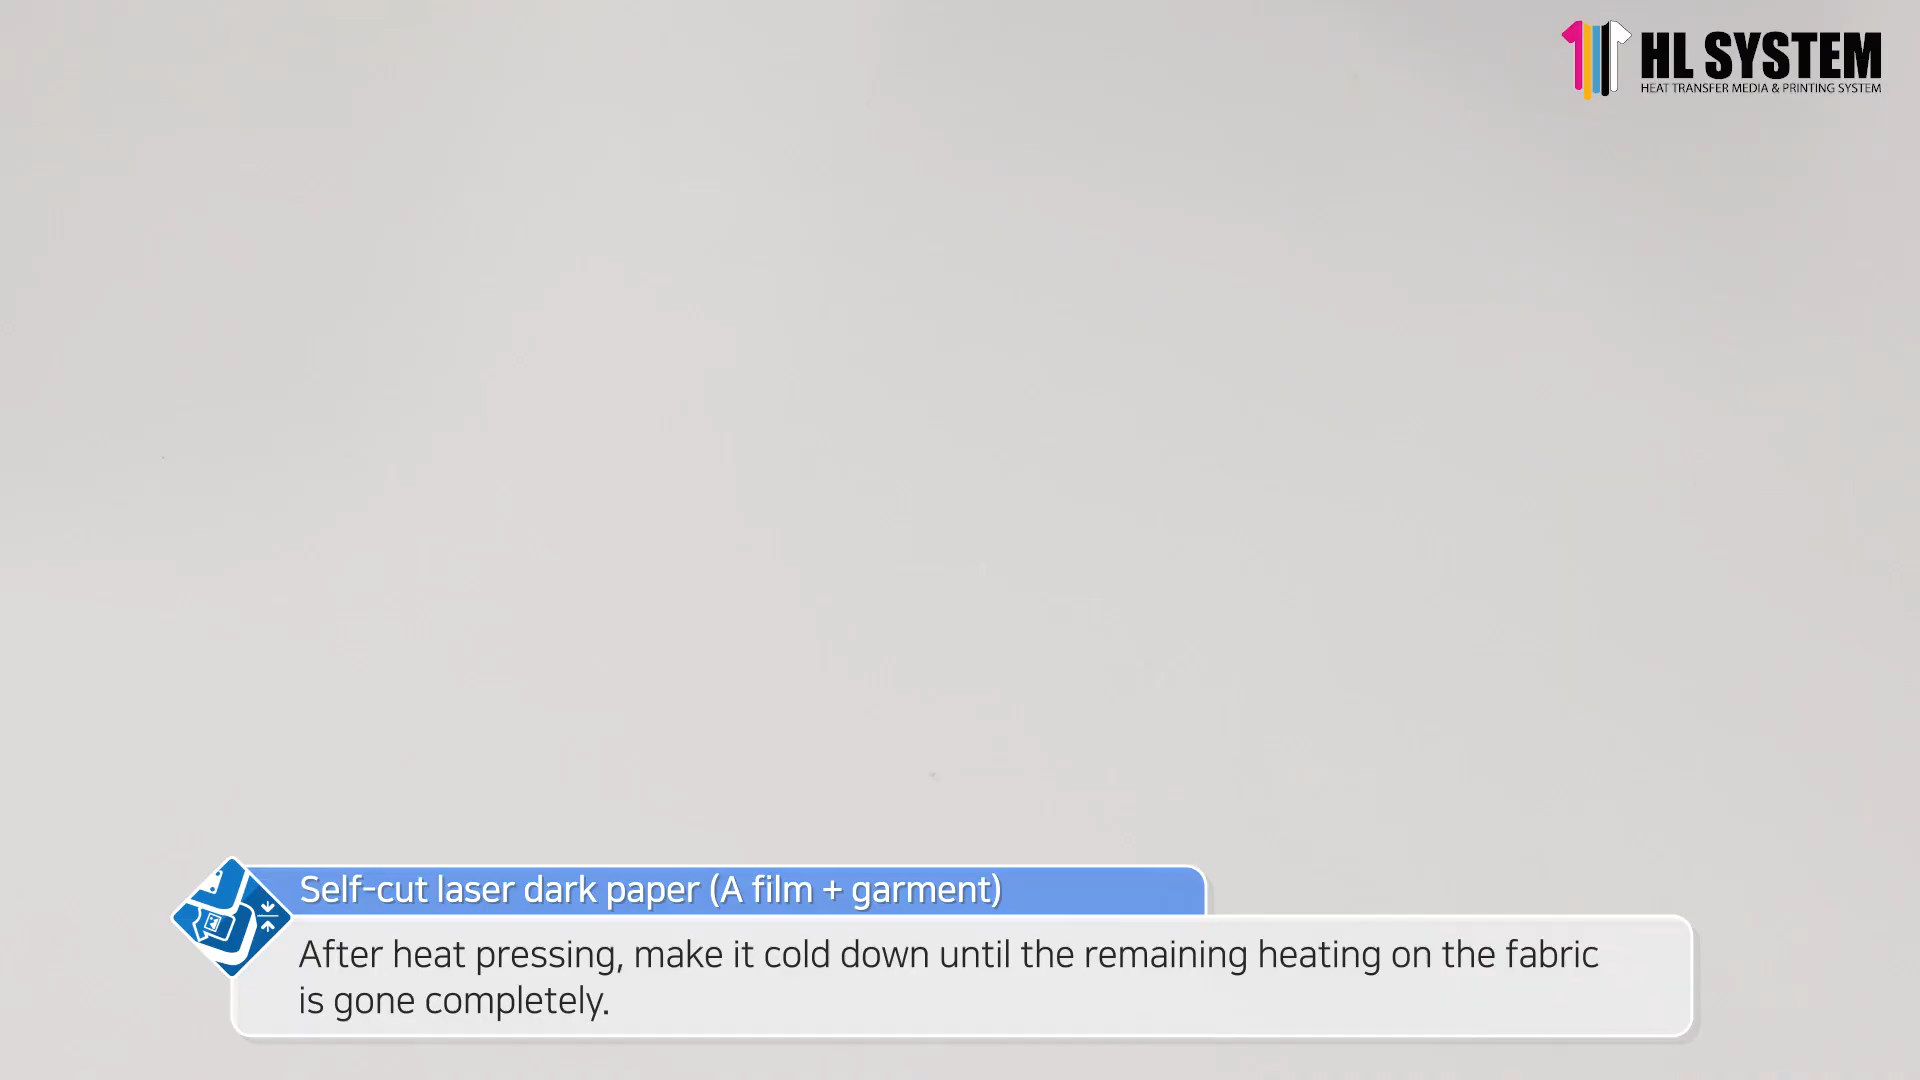 HL SYSTEM
HEAT TRANSFER MEDIA & PRINTING SYSTEM
Self-cut laser dark paper (A film + garment)
After heat pressing, make it cold down until the remaining heating on the fabric
is gone completely.